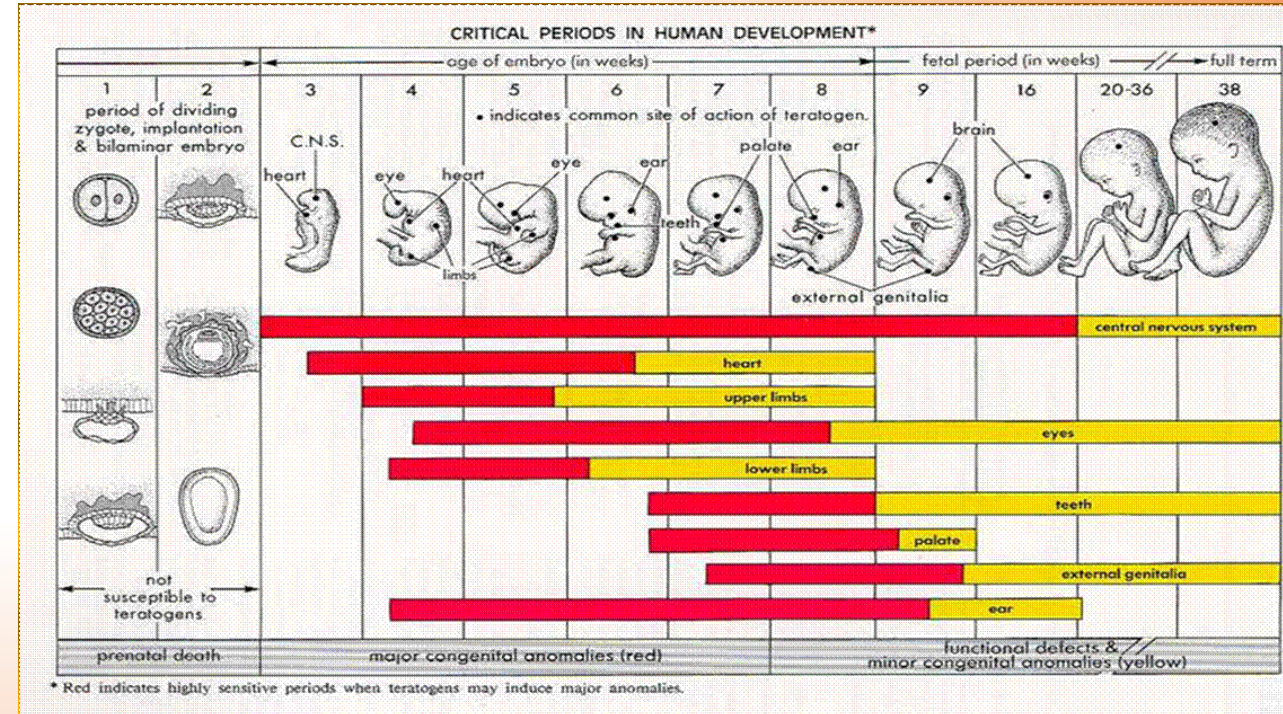 CRITICAL PERIODS IN HUMAN DEVELOPMENT*
age of embryo (in weeks)
fetal period (in weeks)
full term
1 2 3 4 5 6 7 8 9 16 20-36 38
period of dividing
zygote, implantation
& bilaminar embryo
• indicates common site of action of teratogen.
C.N.S.
heart
eye
heart
eye
ear
palate
ear
brain
teeth
limbs
external genitalia
central nervous system
heart
upper limbs
eyes
lower limbs
teeth
palate
external genitalia
ear
not
susceptible to
teratogens
prenatal death
major congenital anomalies (red)
functional defects &
minor congenital anomalies (yellow)
* Red indicates highly sensitive periods when teratogens may induce major anomalies.